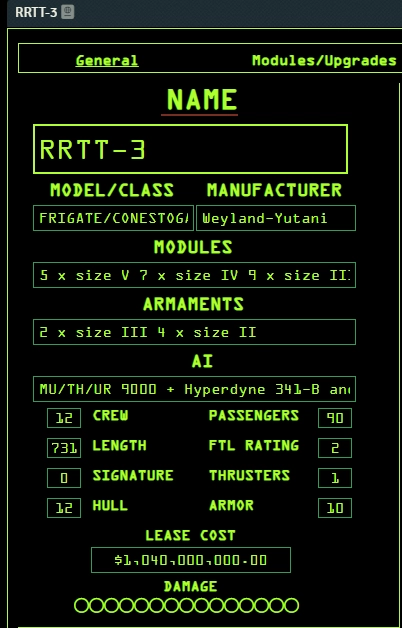 RRTT-3
General Modules/Upgrades
NAME
RRTT-3
MODEL/CLASS MANUFACTURER
FRIGATE/CONESTOGA Weyland-Yutani
MODULES
5 x size V 7 x size IV 9 x size III
ARMAMENTS
2 x size III 4 x size II
AI
MU/TH/UR 9000 + Hyperdyne 341-B and
12 CREW PASSENGERS 90
731 LENGTH FTL RATING 2
0 SIGNATURE THRUSTERS 1
12 HULL ARMOR 10
LEASE COST
$1,040,000,000.00
DAMAGE